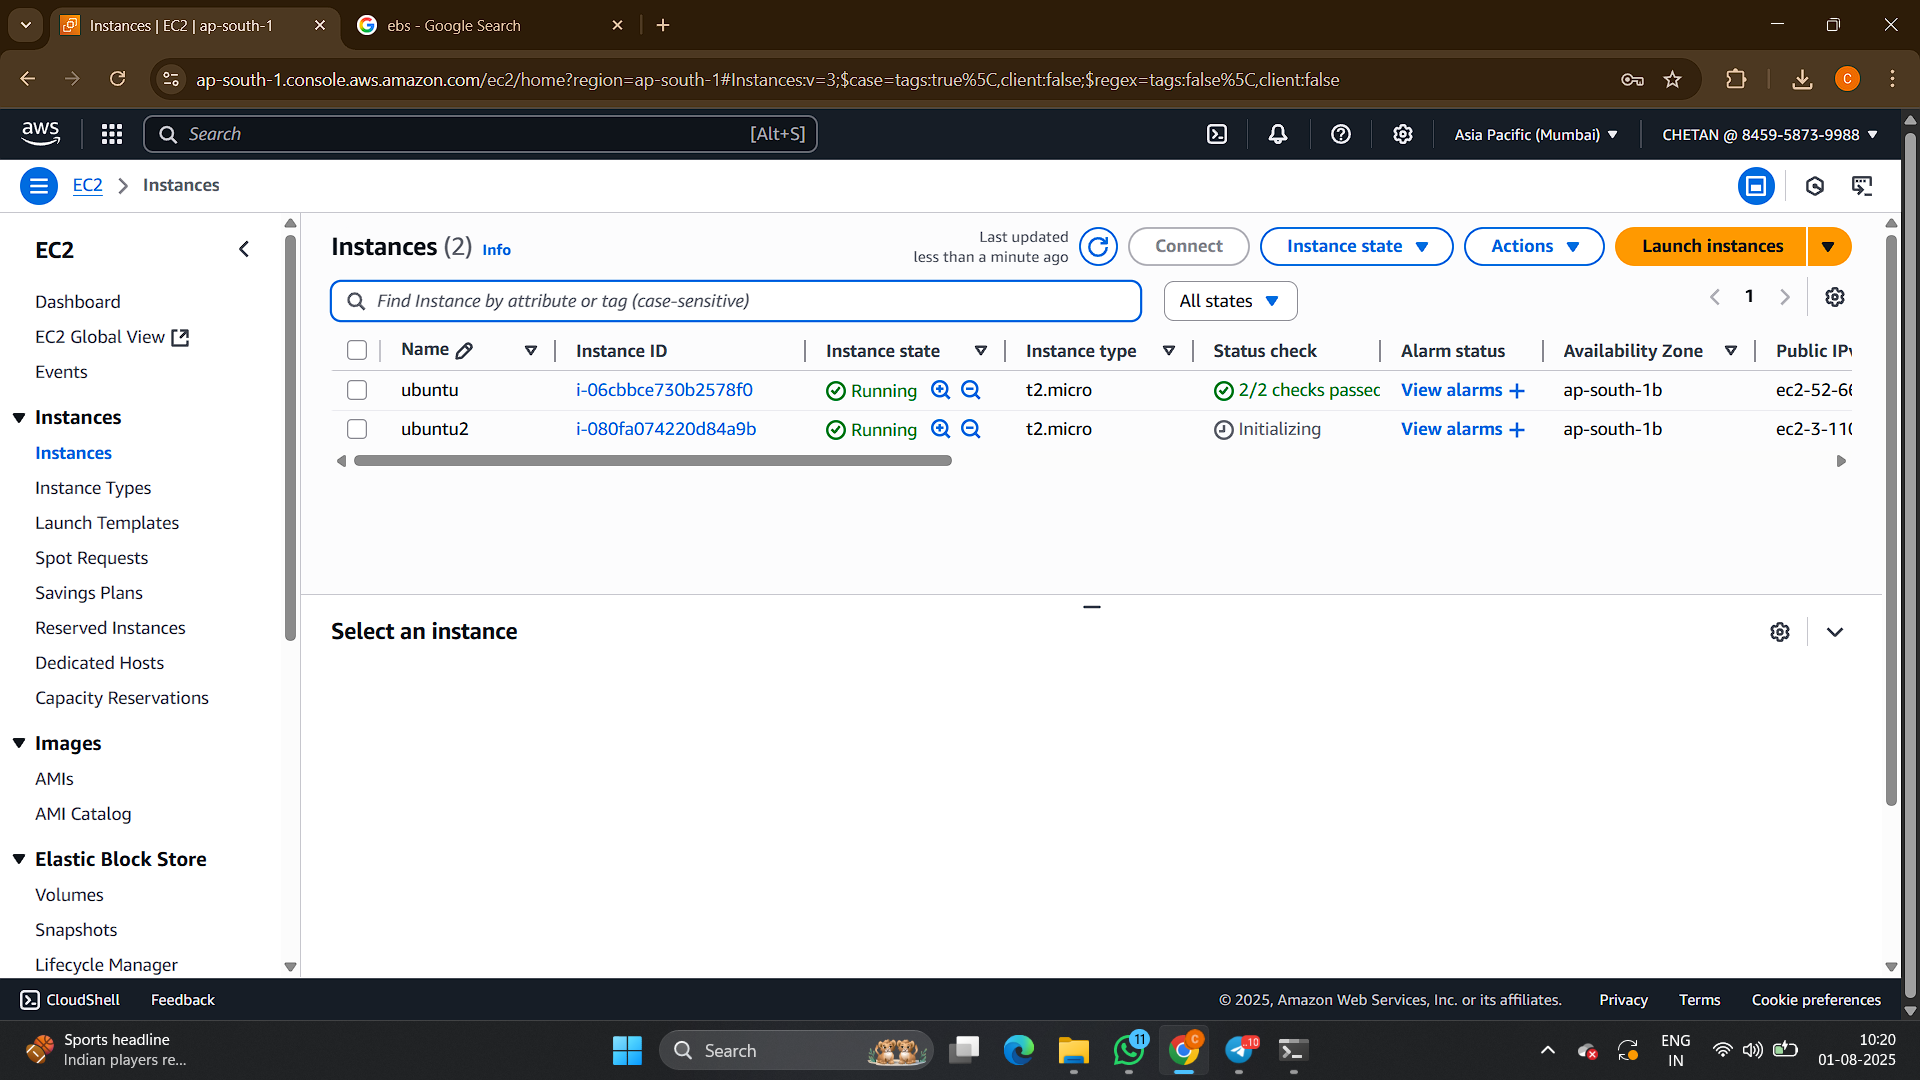 Instances | EC2 | ap-south-1
ebs - Google Search
ap-south-1.console.aws.amazon.com/ec2/home?region=ap-south-1#Instances:v=3;$case=tags:true%5C,client:false;$regex=tags:false%5C,client:false
C
aws
Search
[Alt+S]
Asia Pacific (Mumbai)
CHETAN @ 8459-5873-9988
EC2
Instances
EC2
Dashboard
EC2 Global View
Events
Instances
Instances
Instance Types
Launch Templates
Spot Requests
Savings Plans
Reserved Instances
Dedicated Hosts
Capacity Reservations
Images
AMIs
AMI Catalog
Elastic Block Store
Volumes
Snapshots
Lifecycle Manager
Instances (2) Info
Last updated
less than a minute ago
Connect
Instance state
Actions
Launch instances
Find Instance by attribute or tag (case-sensitive)
All states
1
Name Instance ID Instance state Instance type Status check Alarm status Availability Zone Public IPv
ubuntu i-06cbbce730b2578f0 Running t2.micro 2/2 checks passed View alarms + ap-south-1b ec2-52-66
ubuntu2 i-080fa074220d84a9b Running t2.micro Initializing View alarms + ap-south-1b ec2-3-110
Select an instance
CloudShell
Feedback
© 2025, Amazon Web Services, Inc. or its affiliates.
Privacy
Terms
Cookie preferences
Sports headline
Indian players re...
Search
11
C
10
ENG
IN
10:20
01-08-2025